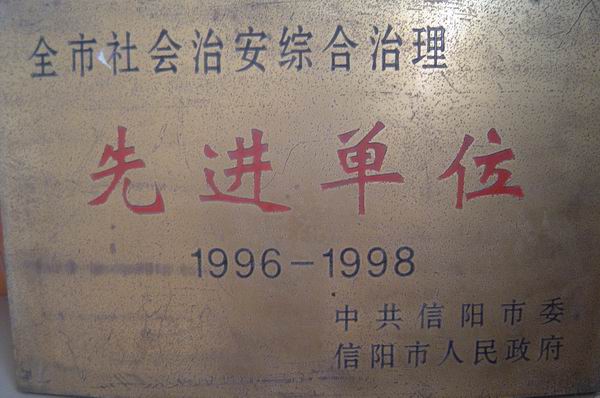 全市社会治安综合治理
先进单位
1996-1998
中共信阳市委
信阳市人民政府